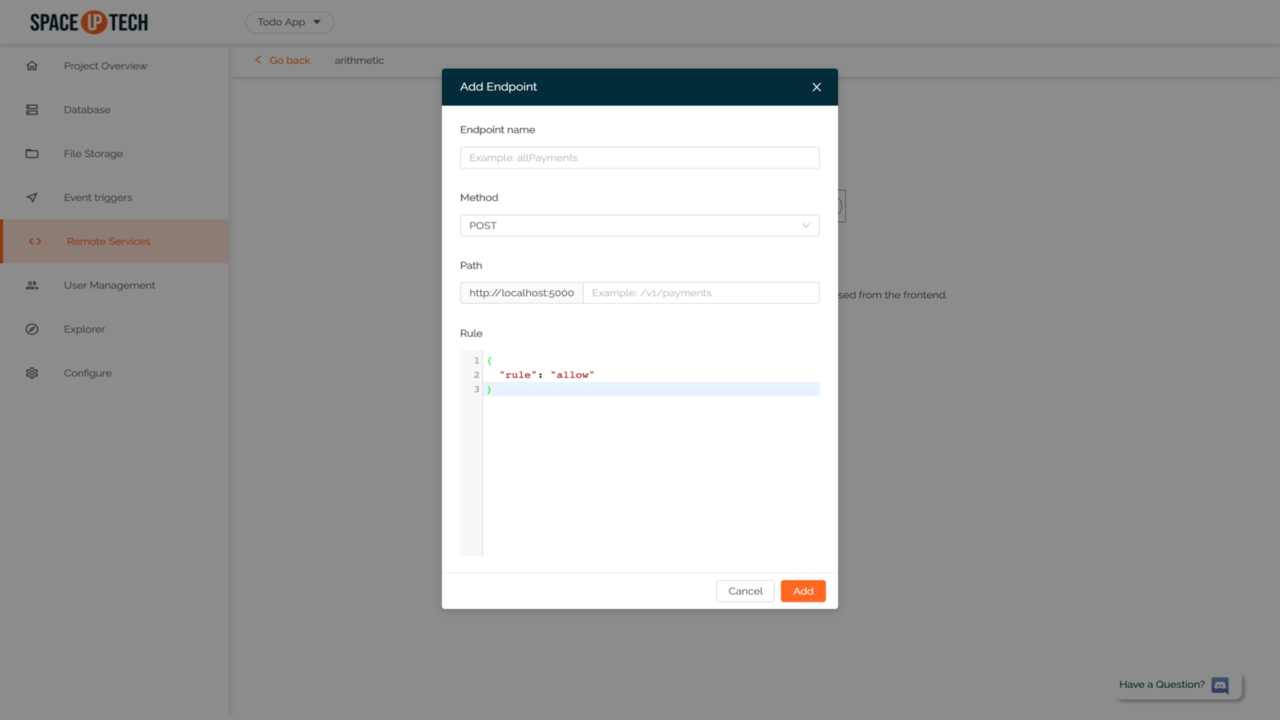 SPACE UP TECH
Todo App
Project Overview
Database
File Storage
Event triggers
Remote Services
User Management
Explorer
Configure
Go back
arithmetic
Add Endpoint
Endpoint name
Example: allPayments
Method
POST
Path
http://localhost:5000
Example: /v1/payments
Rule
1 {
2 "rule": "allow"
3 }
Cancel
Add
sed from the frontend.
Have a Question?